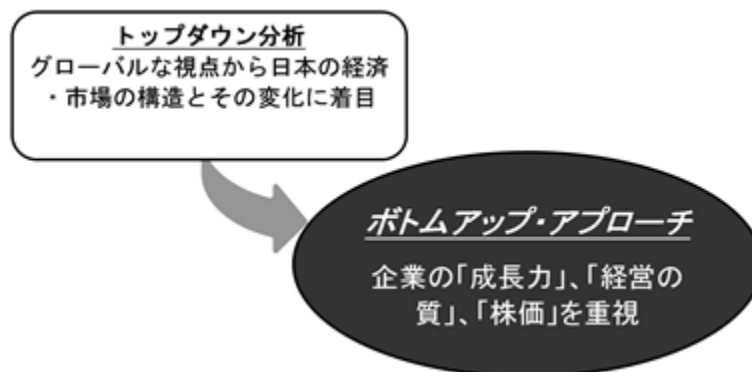 トップダウン分析
グローバルな視点から日本の経済
・市場の構造とその変化に着目
ボトムアップ・アプローチ
企業の「成長力」、「経営の
質」、「株価」を重視